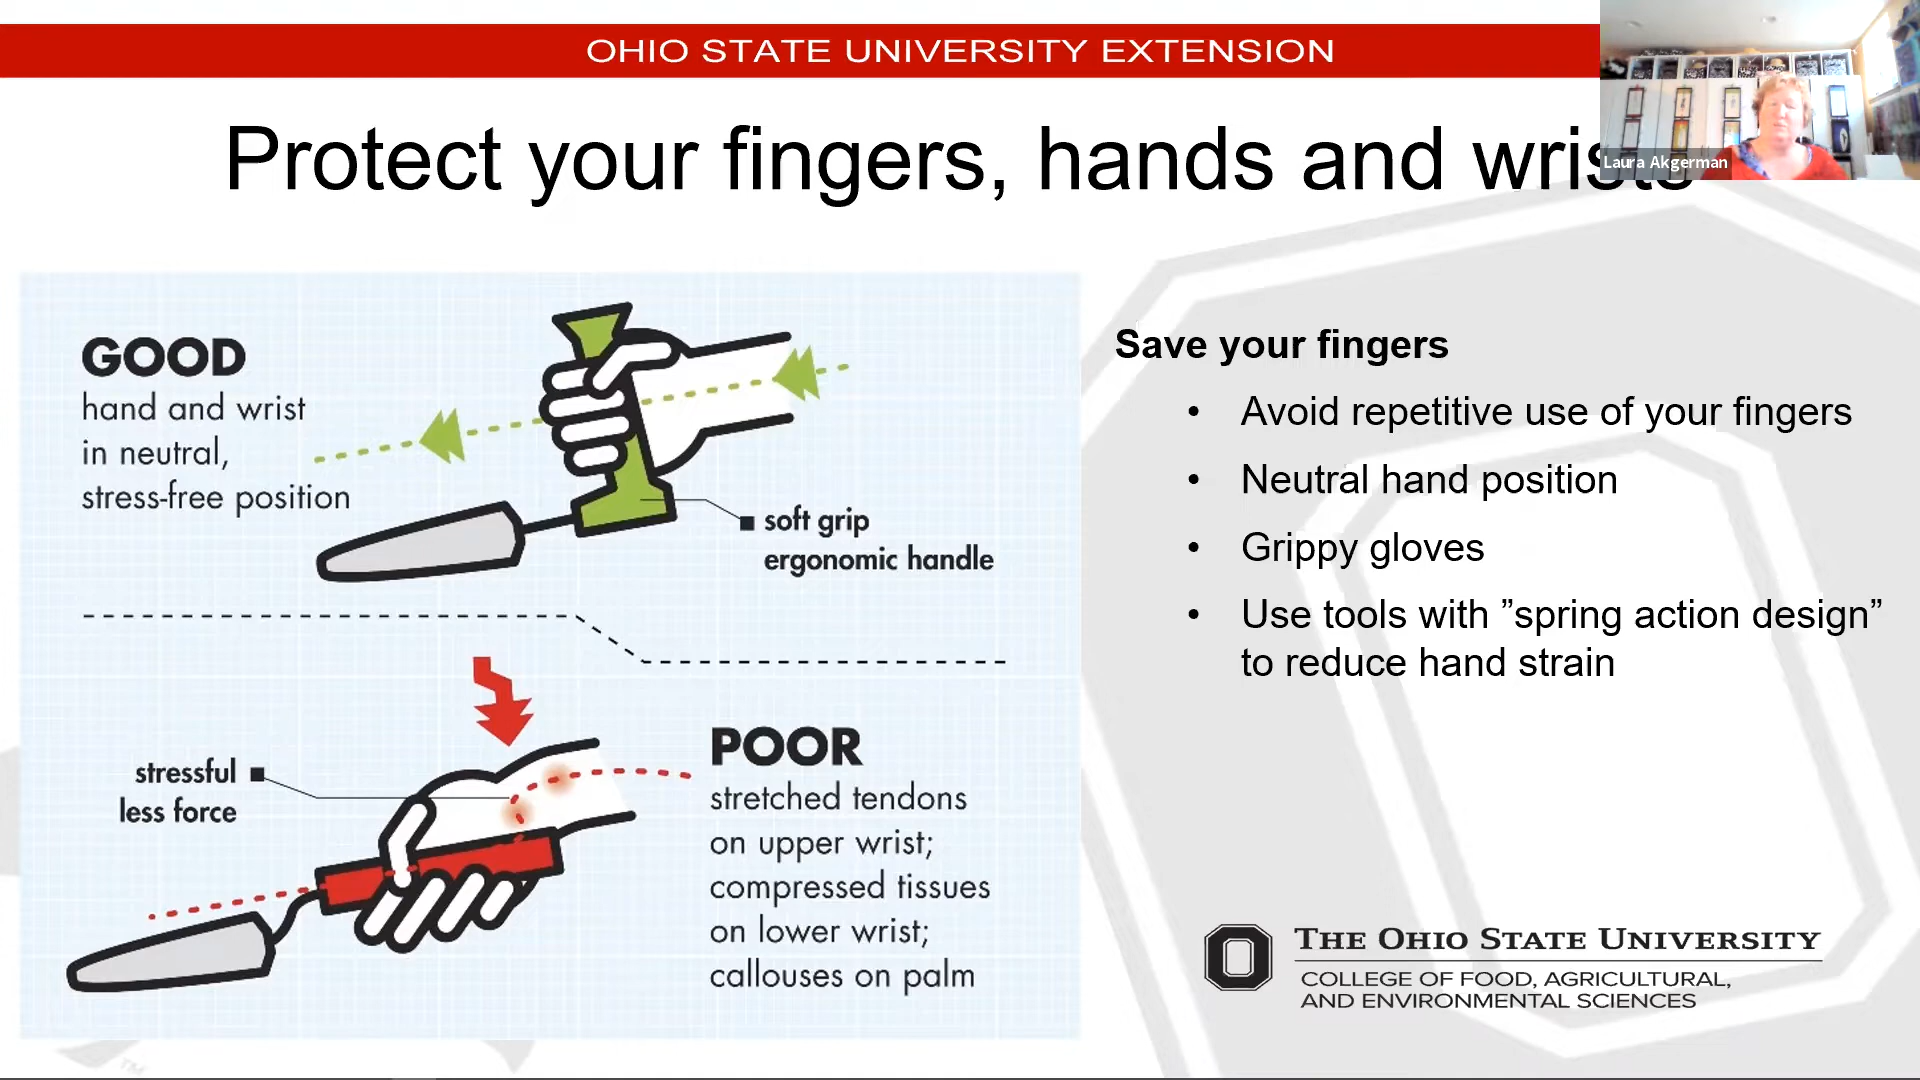 OHIO STATE UNIVERSITY EXTENSION
Protect your fingers, hands and wrists
Laura Akgerman
GOOD
hand and wrist
in neutral,
stress-free position
soft grip
ergonomic handle
stressful
less force
POOR
stretched tendons
on upper wrist;
compressed tissues
on lower wrist;
callouses on palm
Save your fingers
• Avoid repetitive use of your fingers
• Neutral hand position
• Grippy gloves
• Use tools with ”spring action design”
to reduce hand strain
THE OHIO STATE UNIVERSITY
COLLEGE OF FOOD, AGRICULTURAL,
AND ENVIRONMENTAL SCIENCES
TM